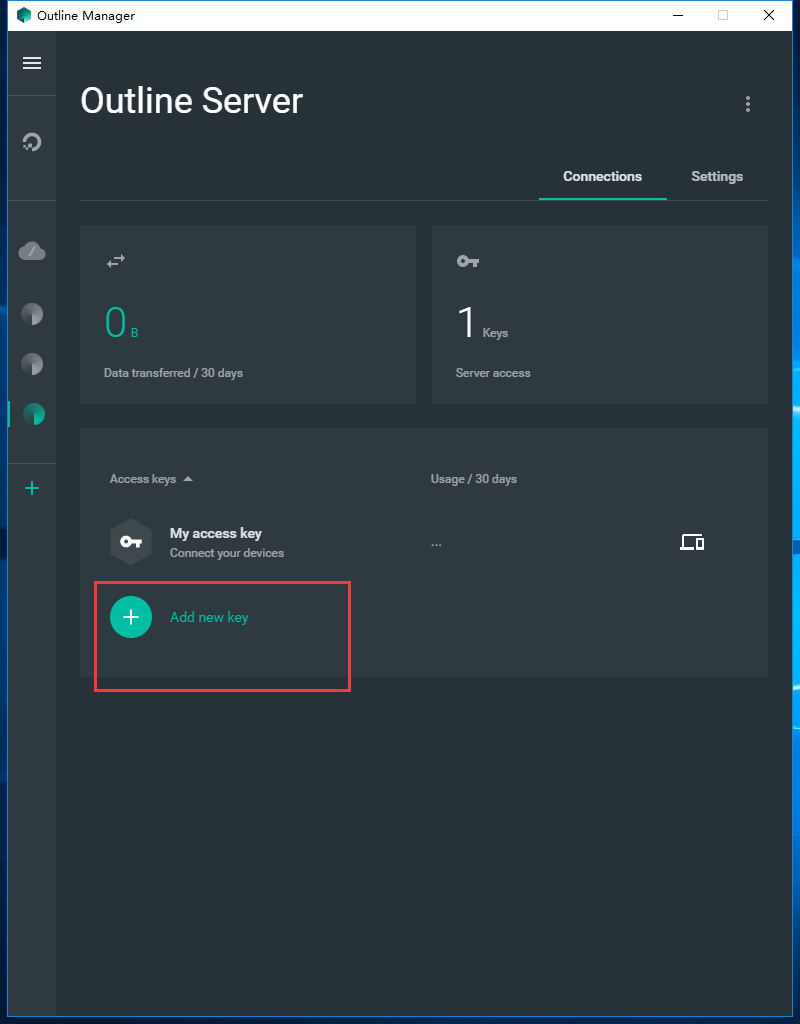 Outline Manager
Outline Server
Connections Settings
0 B
Data transferred / 30 days
1 Keys
Server access
Access keys Usage / 30 days
My access key
Connect your devices
...
Add new key